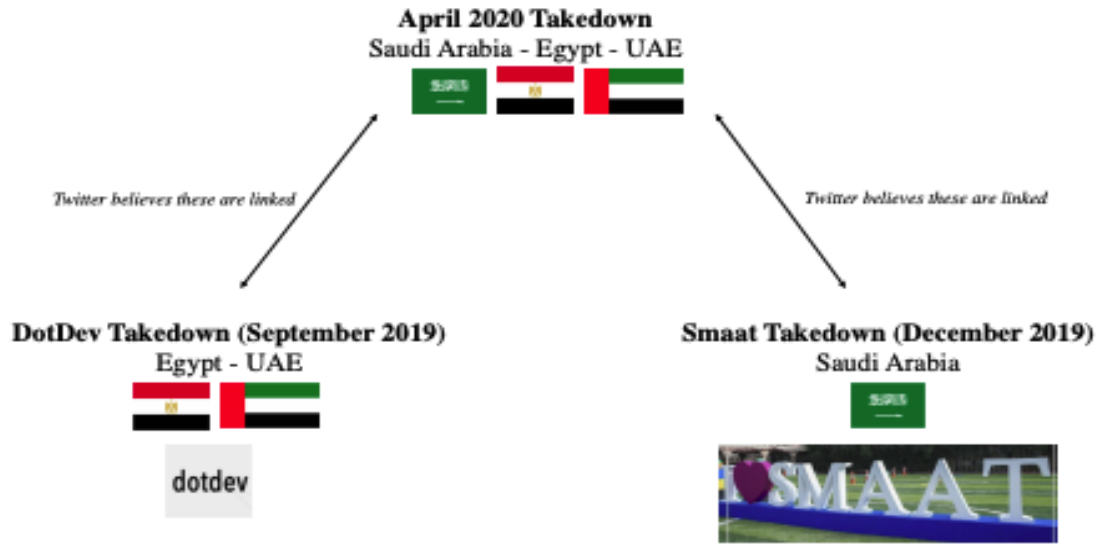 April 2020 Takedown
Saudi Arabia - Egypt - UAE
Twitter believes these are linked
Twitter believes these are linked
DotDev Takedown (September 2019)
Egypt - UAE
dotdev
Smaat Takedown (December 2019)
Saudi Arabia
I SMAAT